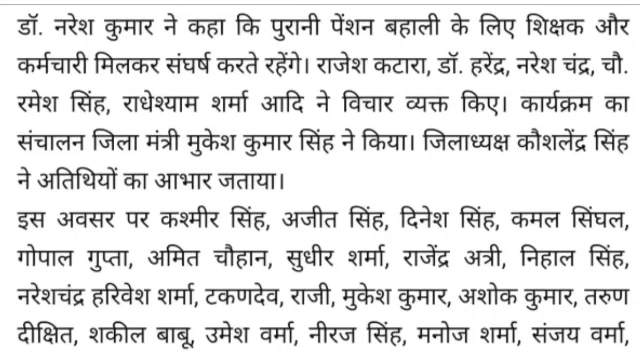 डॉ. नरेश कुमार ने कहा कि पुरानी पेंशन बहाली के लिए शिक्षक और
कर्मचारी मिलकर संघर्ष करते रहेंगे। राजेश कटारा, डॉ. हरेंद्र, नरेश चंद्र, चौ.
रमेश सिंह, राधेश्याम शर्मा आदि ने विचार व्यक्त किए। कार्यक्रम का
संचालन जिला मंत्री मुकेश कुमार सिंह ने किया। जिलाध्यक्ष कौशलेंद्र सिंह
ने अतिथियों का आभार जताया।
इस अवसर पर कश्मीर सिंह, अजीत सिंह, दिनेश सिंह, कमल सिंघल,
गोपाल गुप्ता, अमित चौहान, सुधीर शर्मा, राजेंद्र अत्री, निहाल सिंह,
नरेशचंद्र हरिवेश शर्मा, टकणदेव, राजी, मुकेश कुमार, अशोक कुमार, तरुण
दीक्षित, शकील बाबू, उमेश वर्मा, नीरज सिंह, मनोज शर्मा, संजय वर्मा,